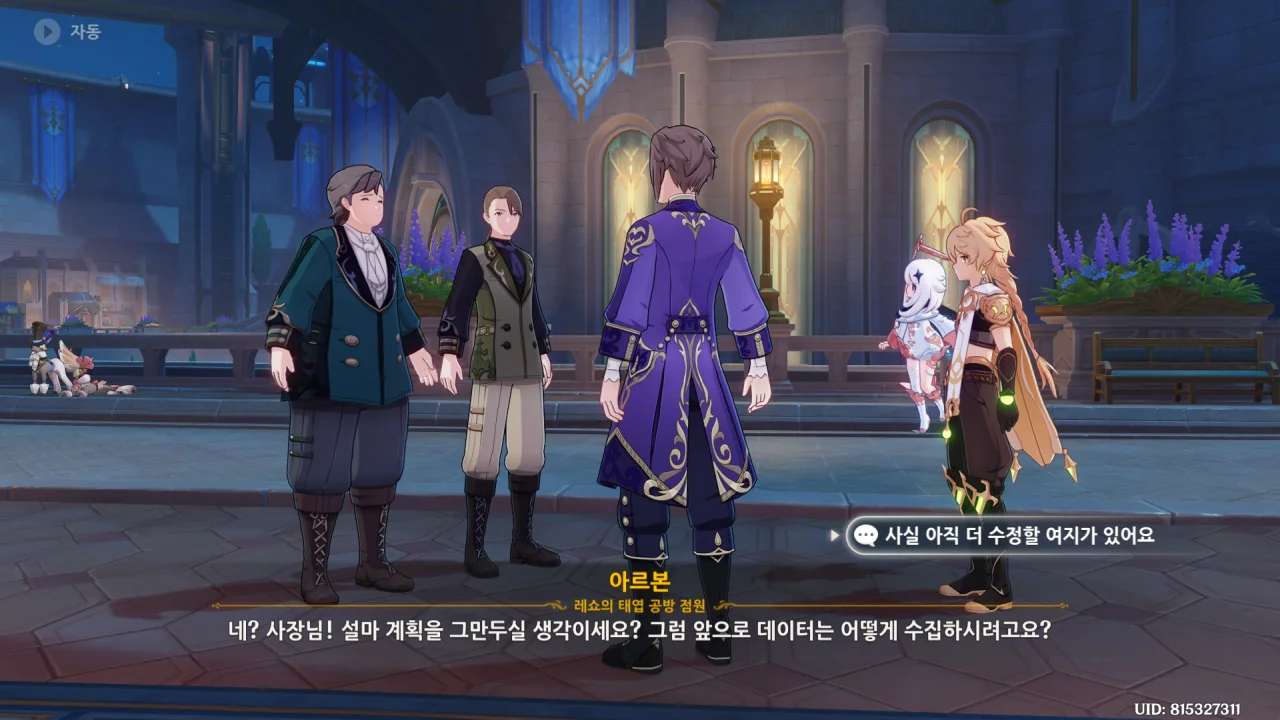 자동
사실 아직 더 수정할 여지가 있어요
아르본
레쇼의 태엽 공방 점원
네? 사장님! 설마 계획을 그만두실 생각이세요? 그럼 앞으로 데이터는 어떻게 수집하시려고요?
UID: 815327311